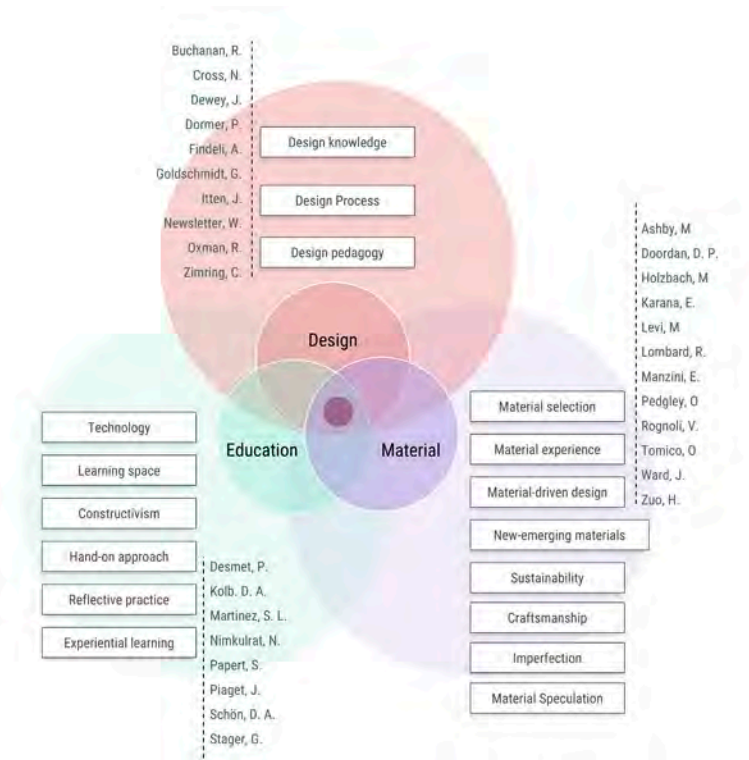 Buchanan, R.
Cross, N.
Dewey, J.
Dormer, P.
Findeli, A.
Goldschmidt, G.
Itten, J.
Newsletter, W.
Oxman, R.
Zimring, C.
Design knowledge
Design Process
Design pedagogy
Design
Education
Material
Ashby, M
Doordan, D. P.
Holzbach, M
Karana, E.
Levi, M
Lombard, R.
Manzini, E.
Pedgley, O
Rognoli, V.
Tomico, O
Ward, J.
Zuo, H.
Material selection
Material experience
Material-driven design
New-emerging materials
Sustainability
Craftsmanship
Imperfection
Material Speculation
Technology
Learning space
Constructivism
Hand-on approach
Reflective practice
Experiential learning
Desmet, P.
Kolb. D. A.
Martinez, S. L.
Nimkulrat, N.
Papert, S.
Piaget, J.
Schön, D. A.
Stager, G.